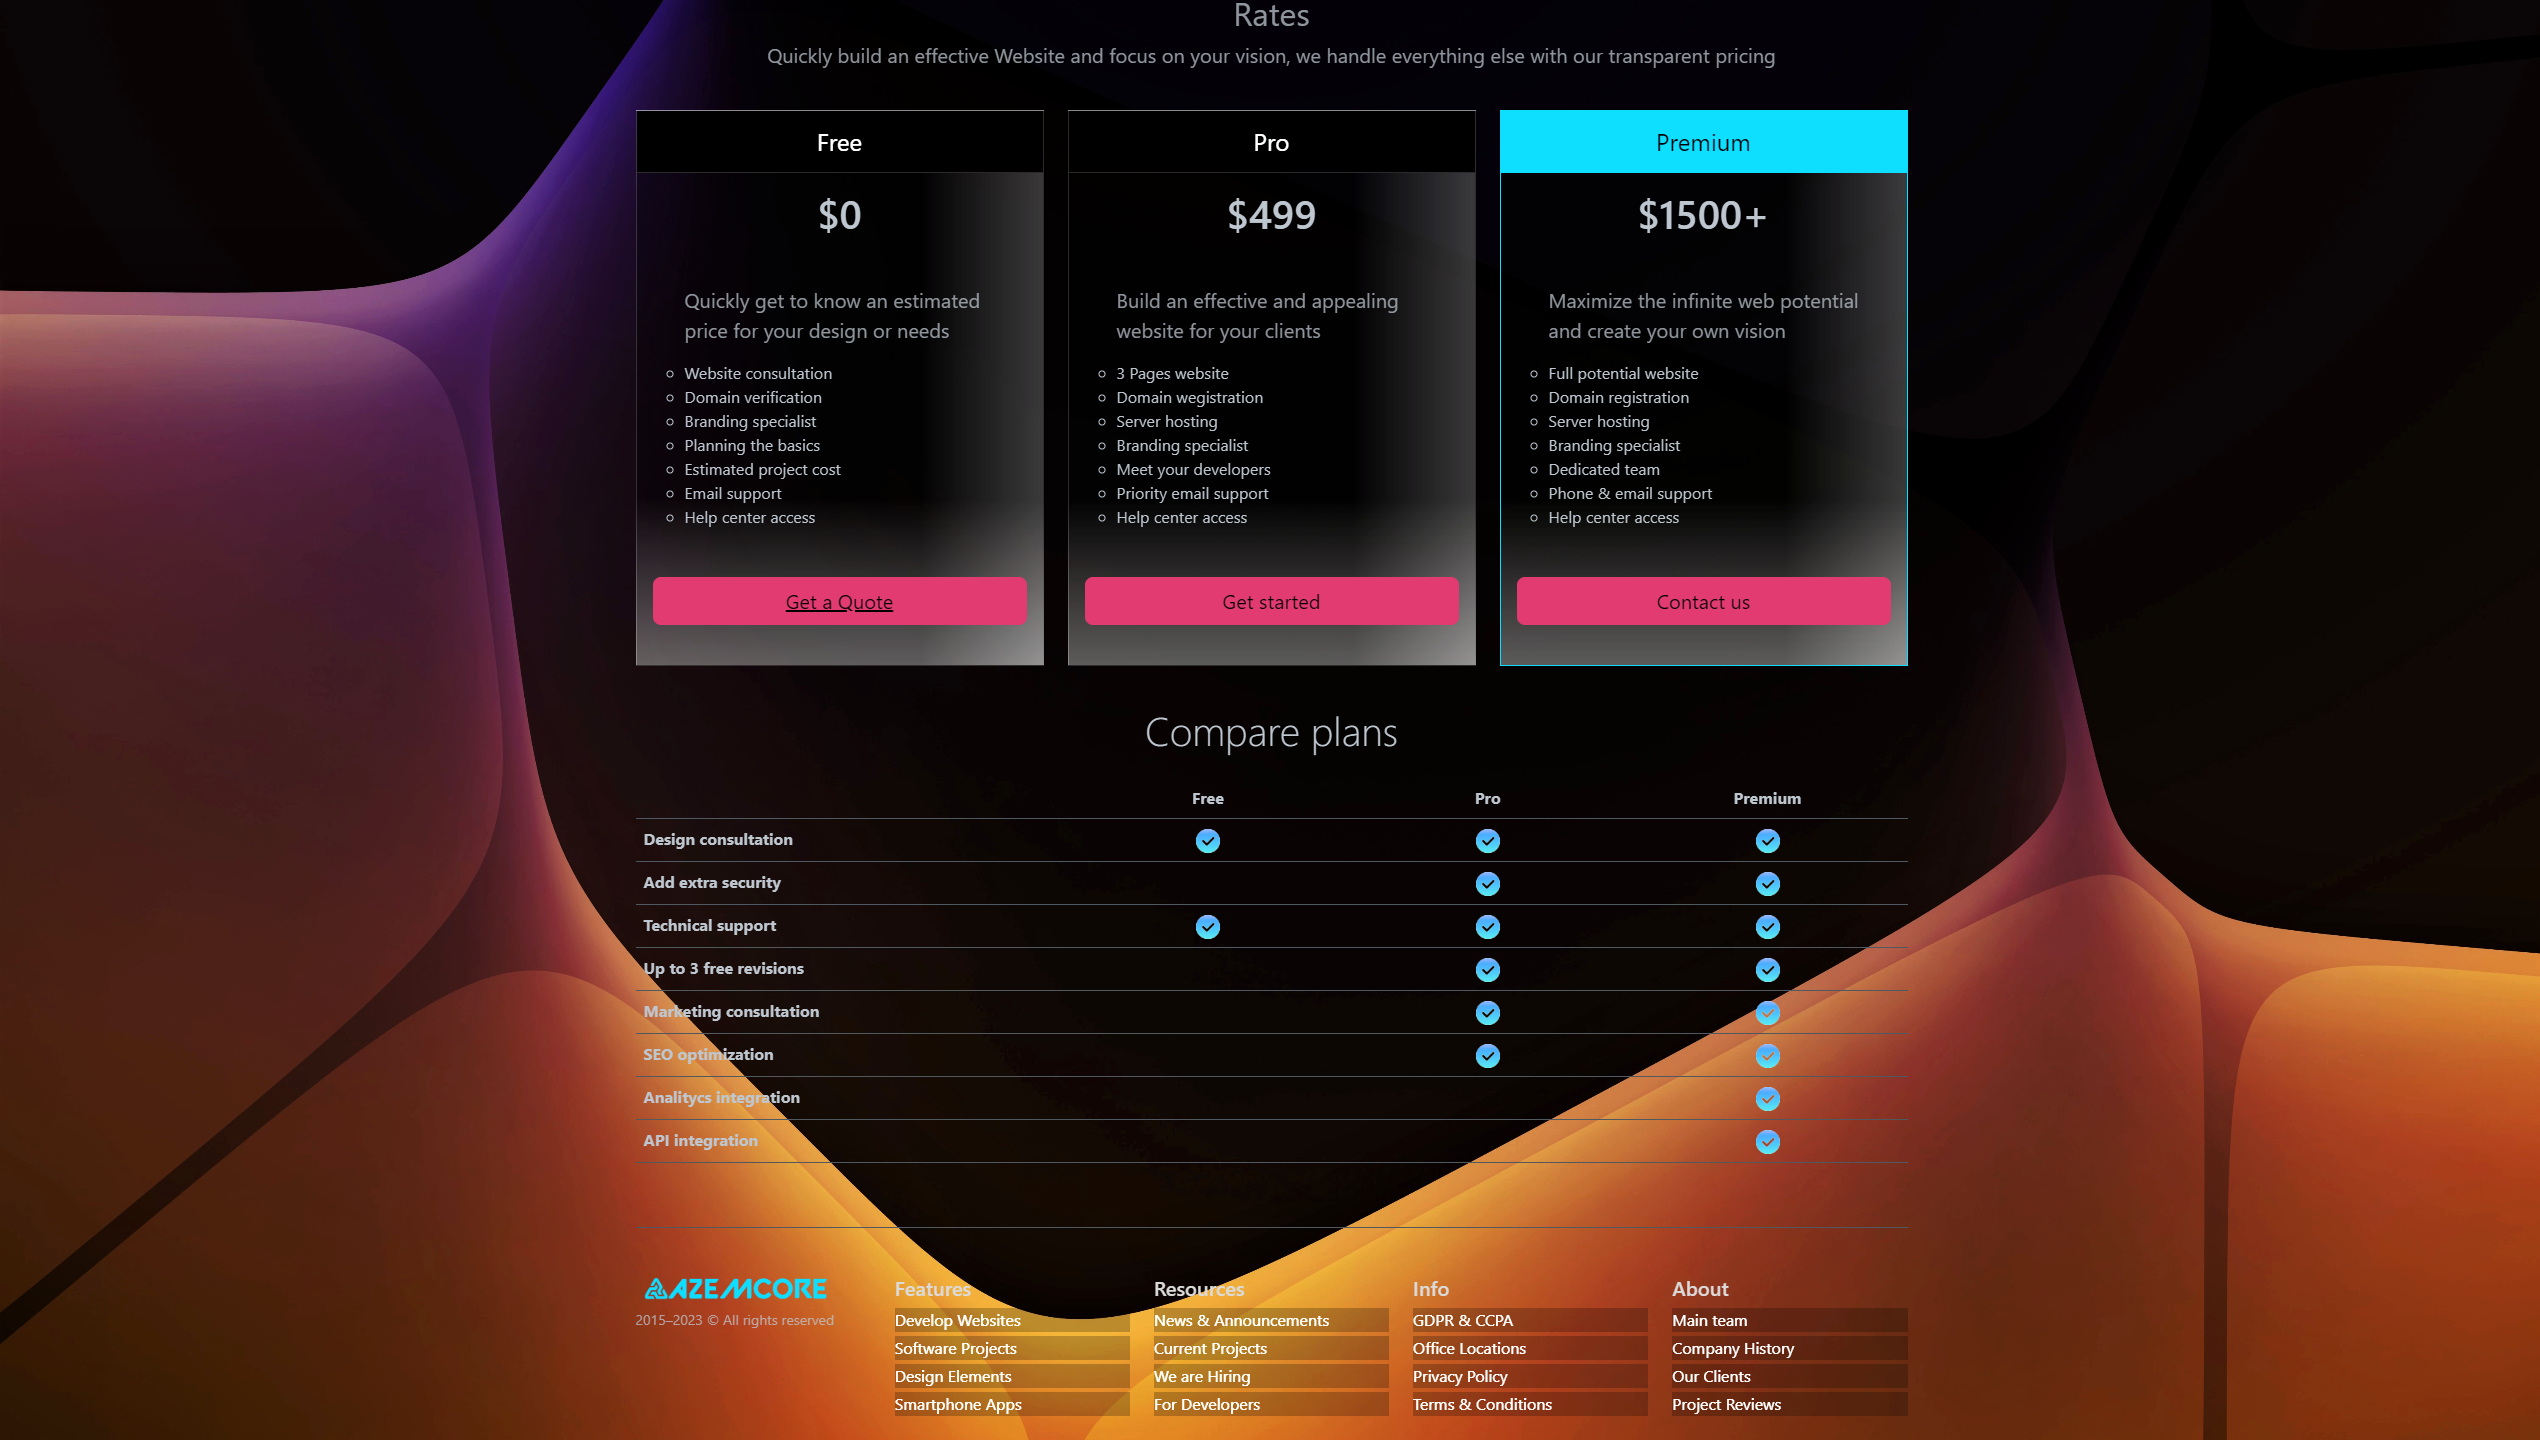 Rates
Quickly build an effective Website and focus on your vision, we handle everything else with our transparent pricing
Free
$0
Quickly get to know an estimated
price for your design or needs
Website consultation
Domain verification
Branding specialist
Planning the basics
Estimated project cost
Email support
Help center access
Get a Quote
Pro
$499
Build an effective and appealing
website for your clients
3 Pages website
Domain wegistration
Server hosting
Branding specialist
Meet your developers
Priority email support
Help center access
Get started
Premium
$1500+
Maximize the infinite web potential
and create your own vision
Full potential website
Domain registration
Server hosting
Branding specialist
Dedicated team
Phone & email support
Help center access
Contact us
Compare plans
Free Pro Premium
Design consultation
Add extra security
Technical support
Up to 3 free revisions
Marketing consultation
SEO optimization
Analitycs integration
API integration
AZEMCORE
2015–2023 © All rights reserved
Features
Develop Websites
Software Projects
Design Elements
Smartphone Apps
Resources
News & Announcements
Current Projects
We are Hiring
For Developers
Info
GDPR & CCPA
Office Locations
Privacy Policy
Terms & Conditions
About
Main team
Company History
Our Clients
Project Reviews